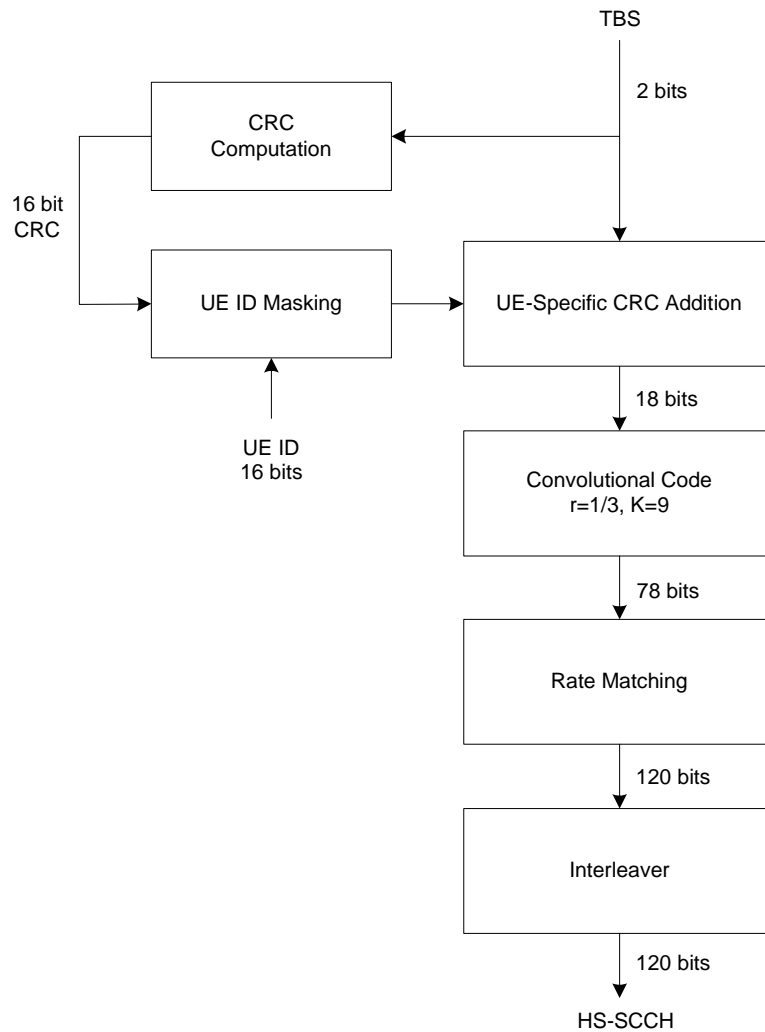 TBS
2 bits
CRC
Computation
16 bit
CRC
UE ID Masking
UE-Specific CRC Addition
18 bits
UE ID
16 bits
Convolutional Code
r=1/3, K=9
78 bits
Rate Matching
120 bits
Interleaver
120 bits
HS-SCCH